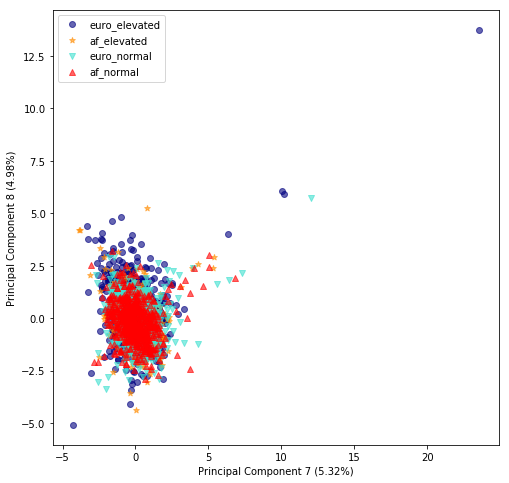 euro_elevated
af_elevated
euro_normal
af_normal
12.5
10.0
7.5
5.0
2.5
0.0
−2.5
−5.0
Principal Component 8 (4.98%)
−5
0
5
10
15
20
Principal Component 7 (5.32%)